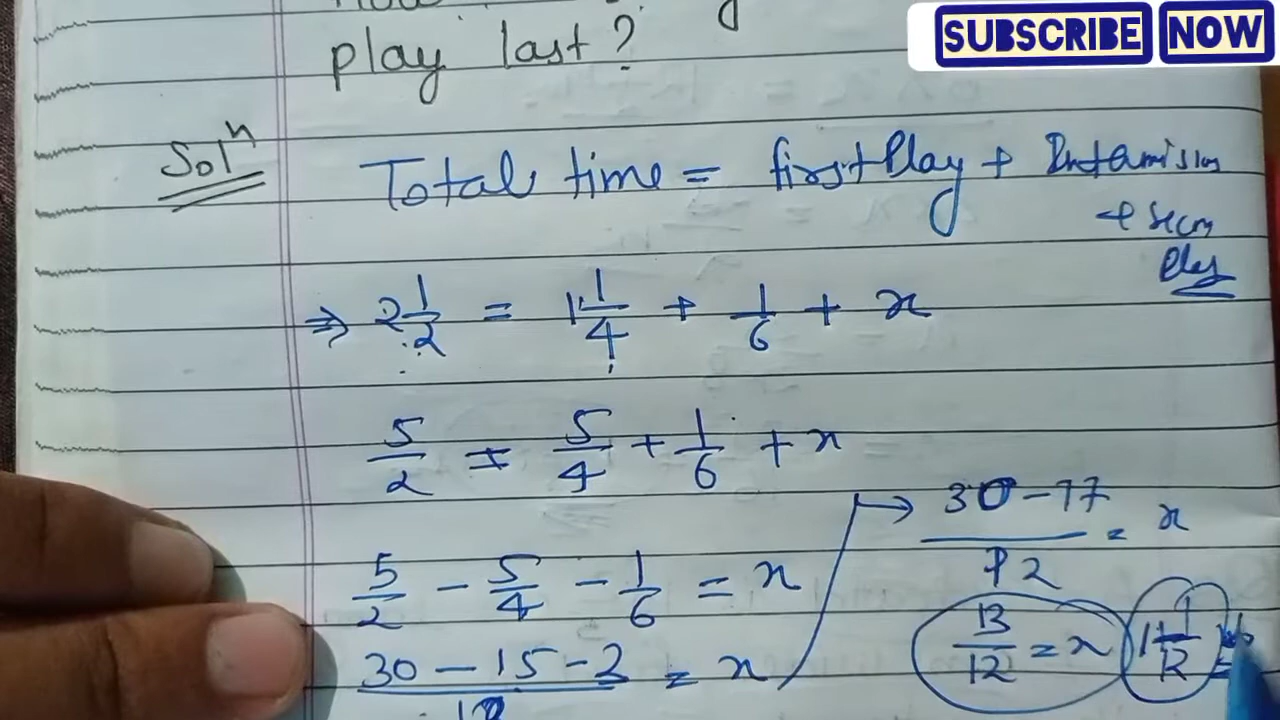 SUBSCRIBE NOW
play last?
Solⁿ
Total time = first Play + Intermission
+ Secon
Play
⇒ 2 1/2 = 1 1/4 + 1/6 + x
5/2 = 5/4 + 1/6 + x
5/2 - 5/4 - 1/6 = x
(30 - 15 - 2)/12 = x
→ (30 - 17)/12 = x
13/12 = x
1 1/12